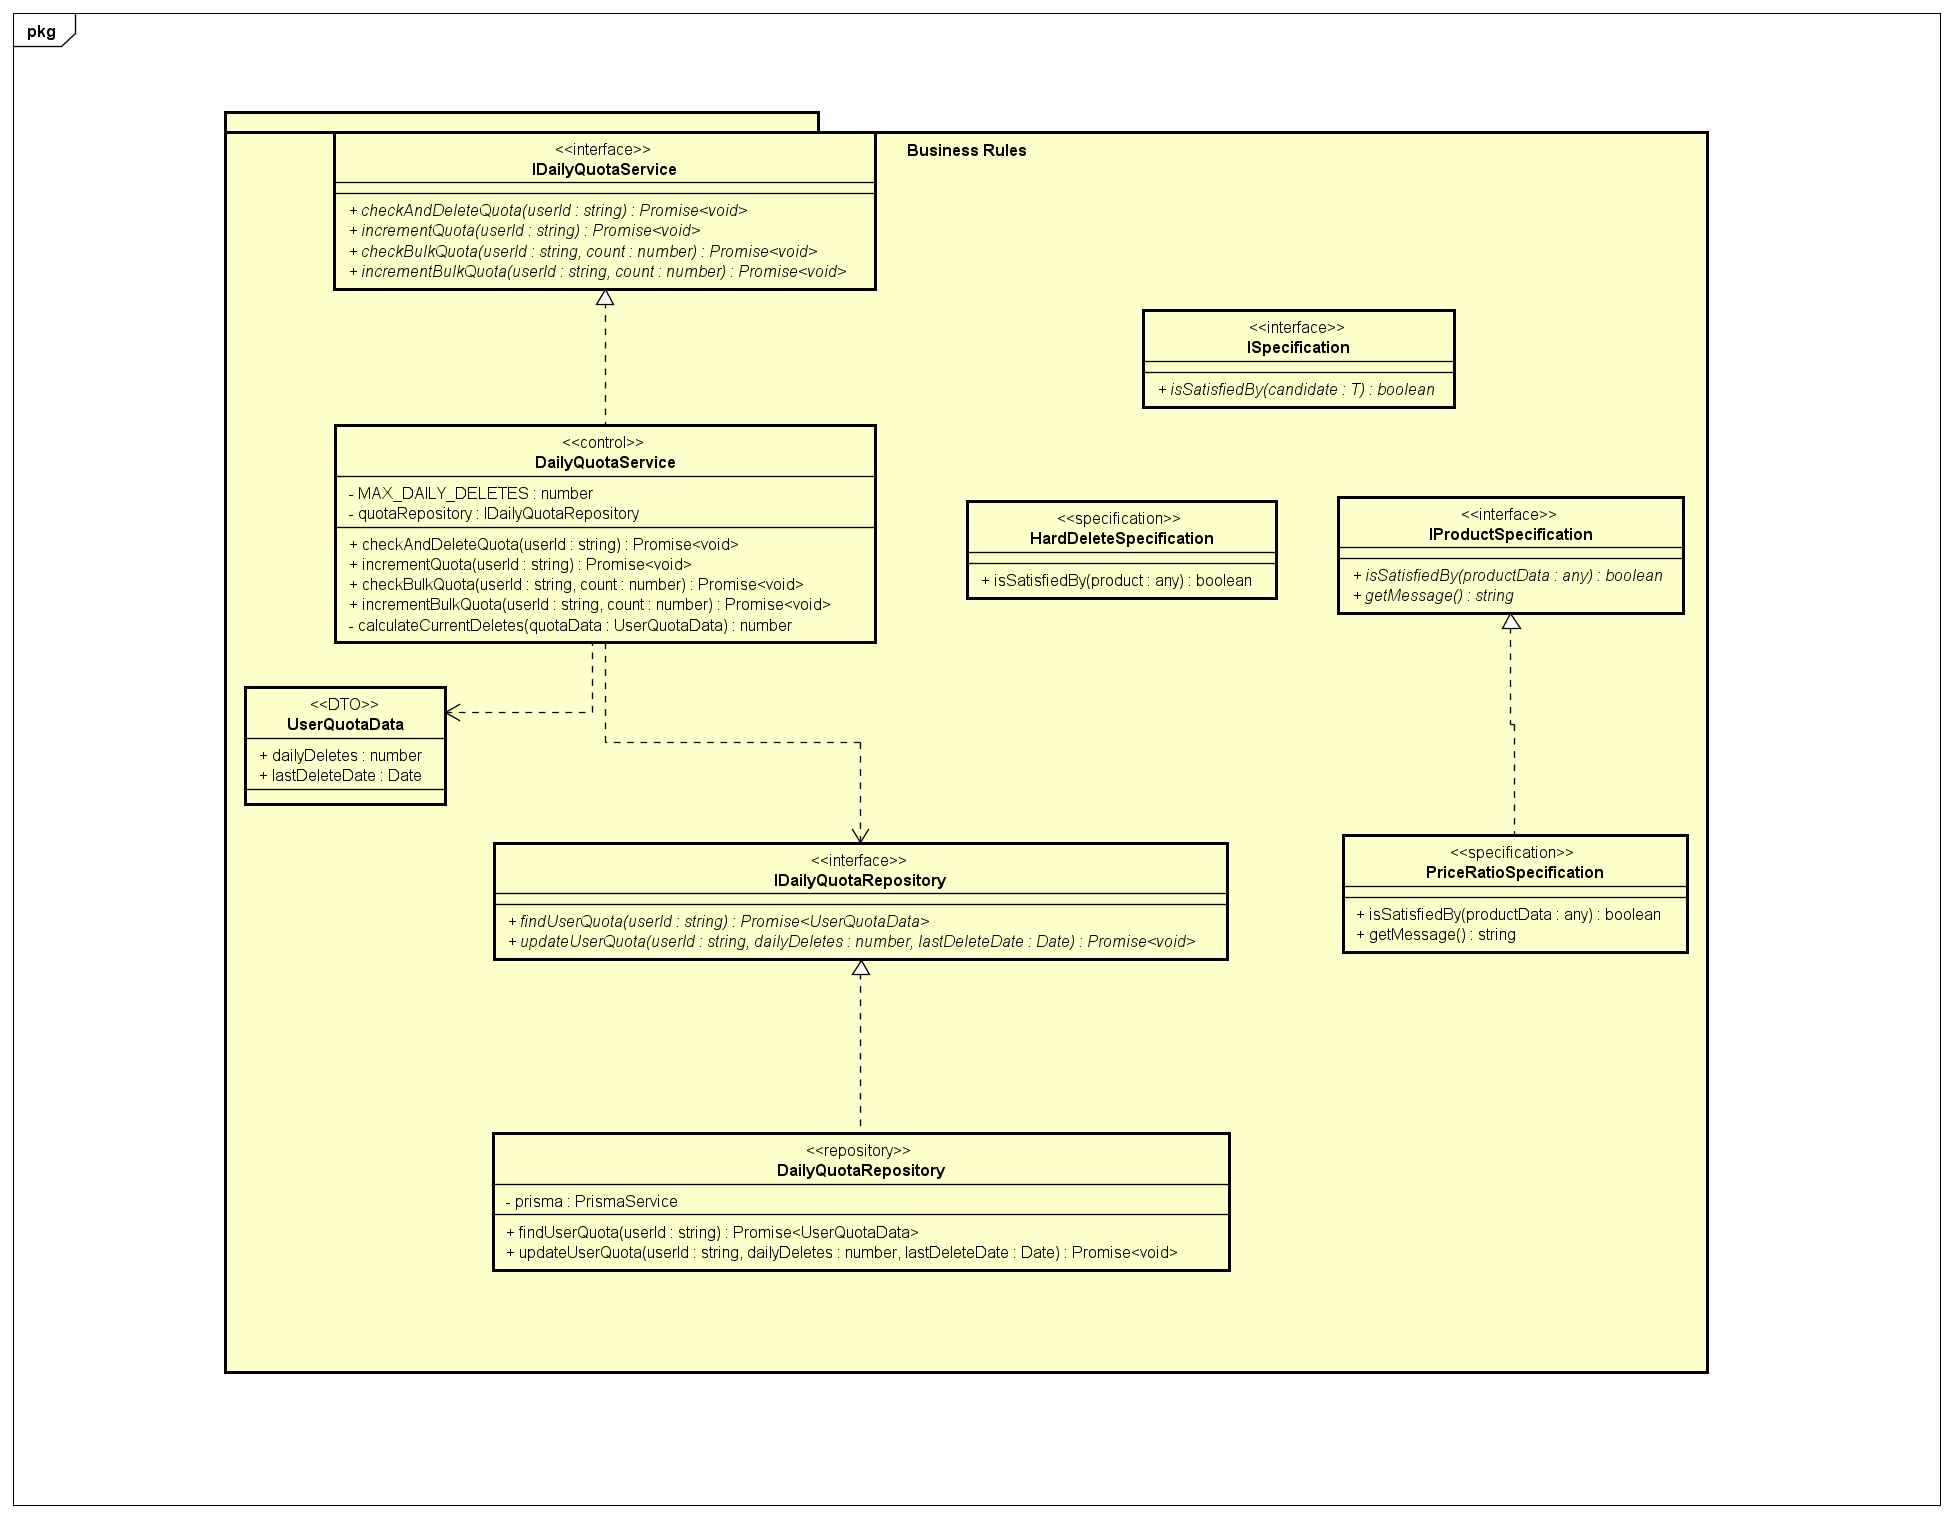 pkg
Business Rules
<<interface>>
IDailyQuotaService
+ checkAndDeleteQuota(userId : string) : Promise<void>
+ incrementQuota(userId : string) : Promise<void>
+ checkBulkQuota(userId : string, count : number) : Promise<void>
+ incrementBulkQuota(userId : string, count : number) : Promise<void>
<<interface>>
ISpecification
+ isSatisfiedBy(candidate : T) : boolean
<<control>>
DailyQuotaService
- MAX_DAILY_DELETES : number
- quotaRepository : IDailyQuotaRepository
+ checkAndDeleteQuota(userId : string) : Promise<void>
+ incrementQuota(userId : string) : Promise<void>
+ checkBulkQuota(userId : string, count : number) : Promise<void>
+ incrementBulkQuota(userId : string, count : number) : Promise<void>
- calculateCurrentDeletes(quotaData : UserQuotaData) : number
<<specification>>
HardDeleteSpecification
+ isSatisfiedBy(product : any) : boolean
<<interface>>
IProductSpecification
+ isSatisfiedBy(productData : any) : boolean
+ getMessage() : string
<<DTO>>
UserQuotaData
+ dailyDeletes : number
+ lastDeleteDate : Date
<<interface>>
IDailyQuotaRepository
+ findUserQuota(userId : string) : Promise<UserQuotaData>
+ updateUserQuota(userId : string, dailyDeletes : number, lastDeleteDate : Date) : Promise<void>
<<specification>>
PriceRatioSpecification
+ isSatisfiedBy(productData : any) : boolean
+ getMessage() : string
<<repository>>
DailyQuotaRepository
- prisma : PrismaService
+ findUserQuota(userId : string) : Promise<UserQuotaData>
+ updateUserQuota(userId : string, dailyDeletes : number, lastDeleteDate : Date) : Promise<void>